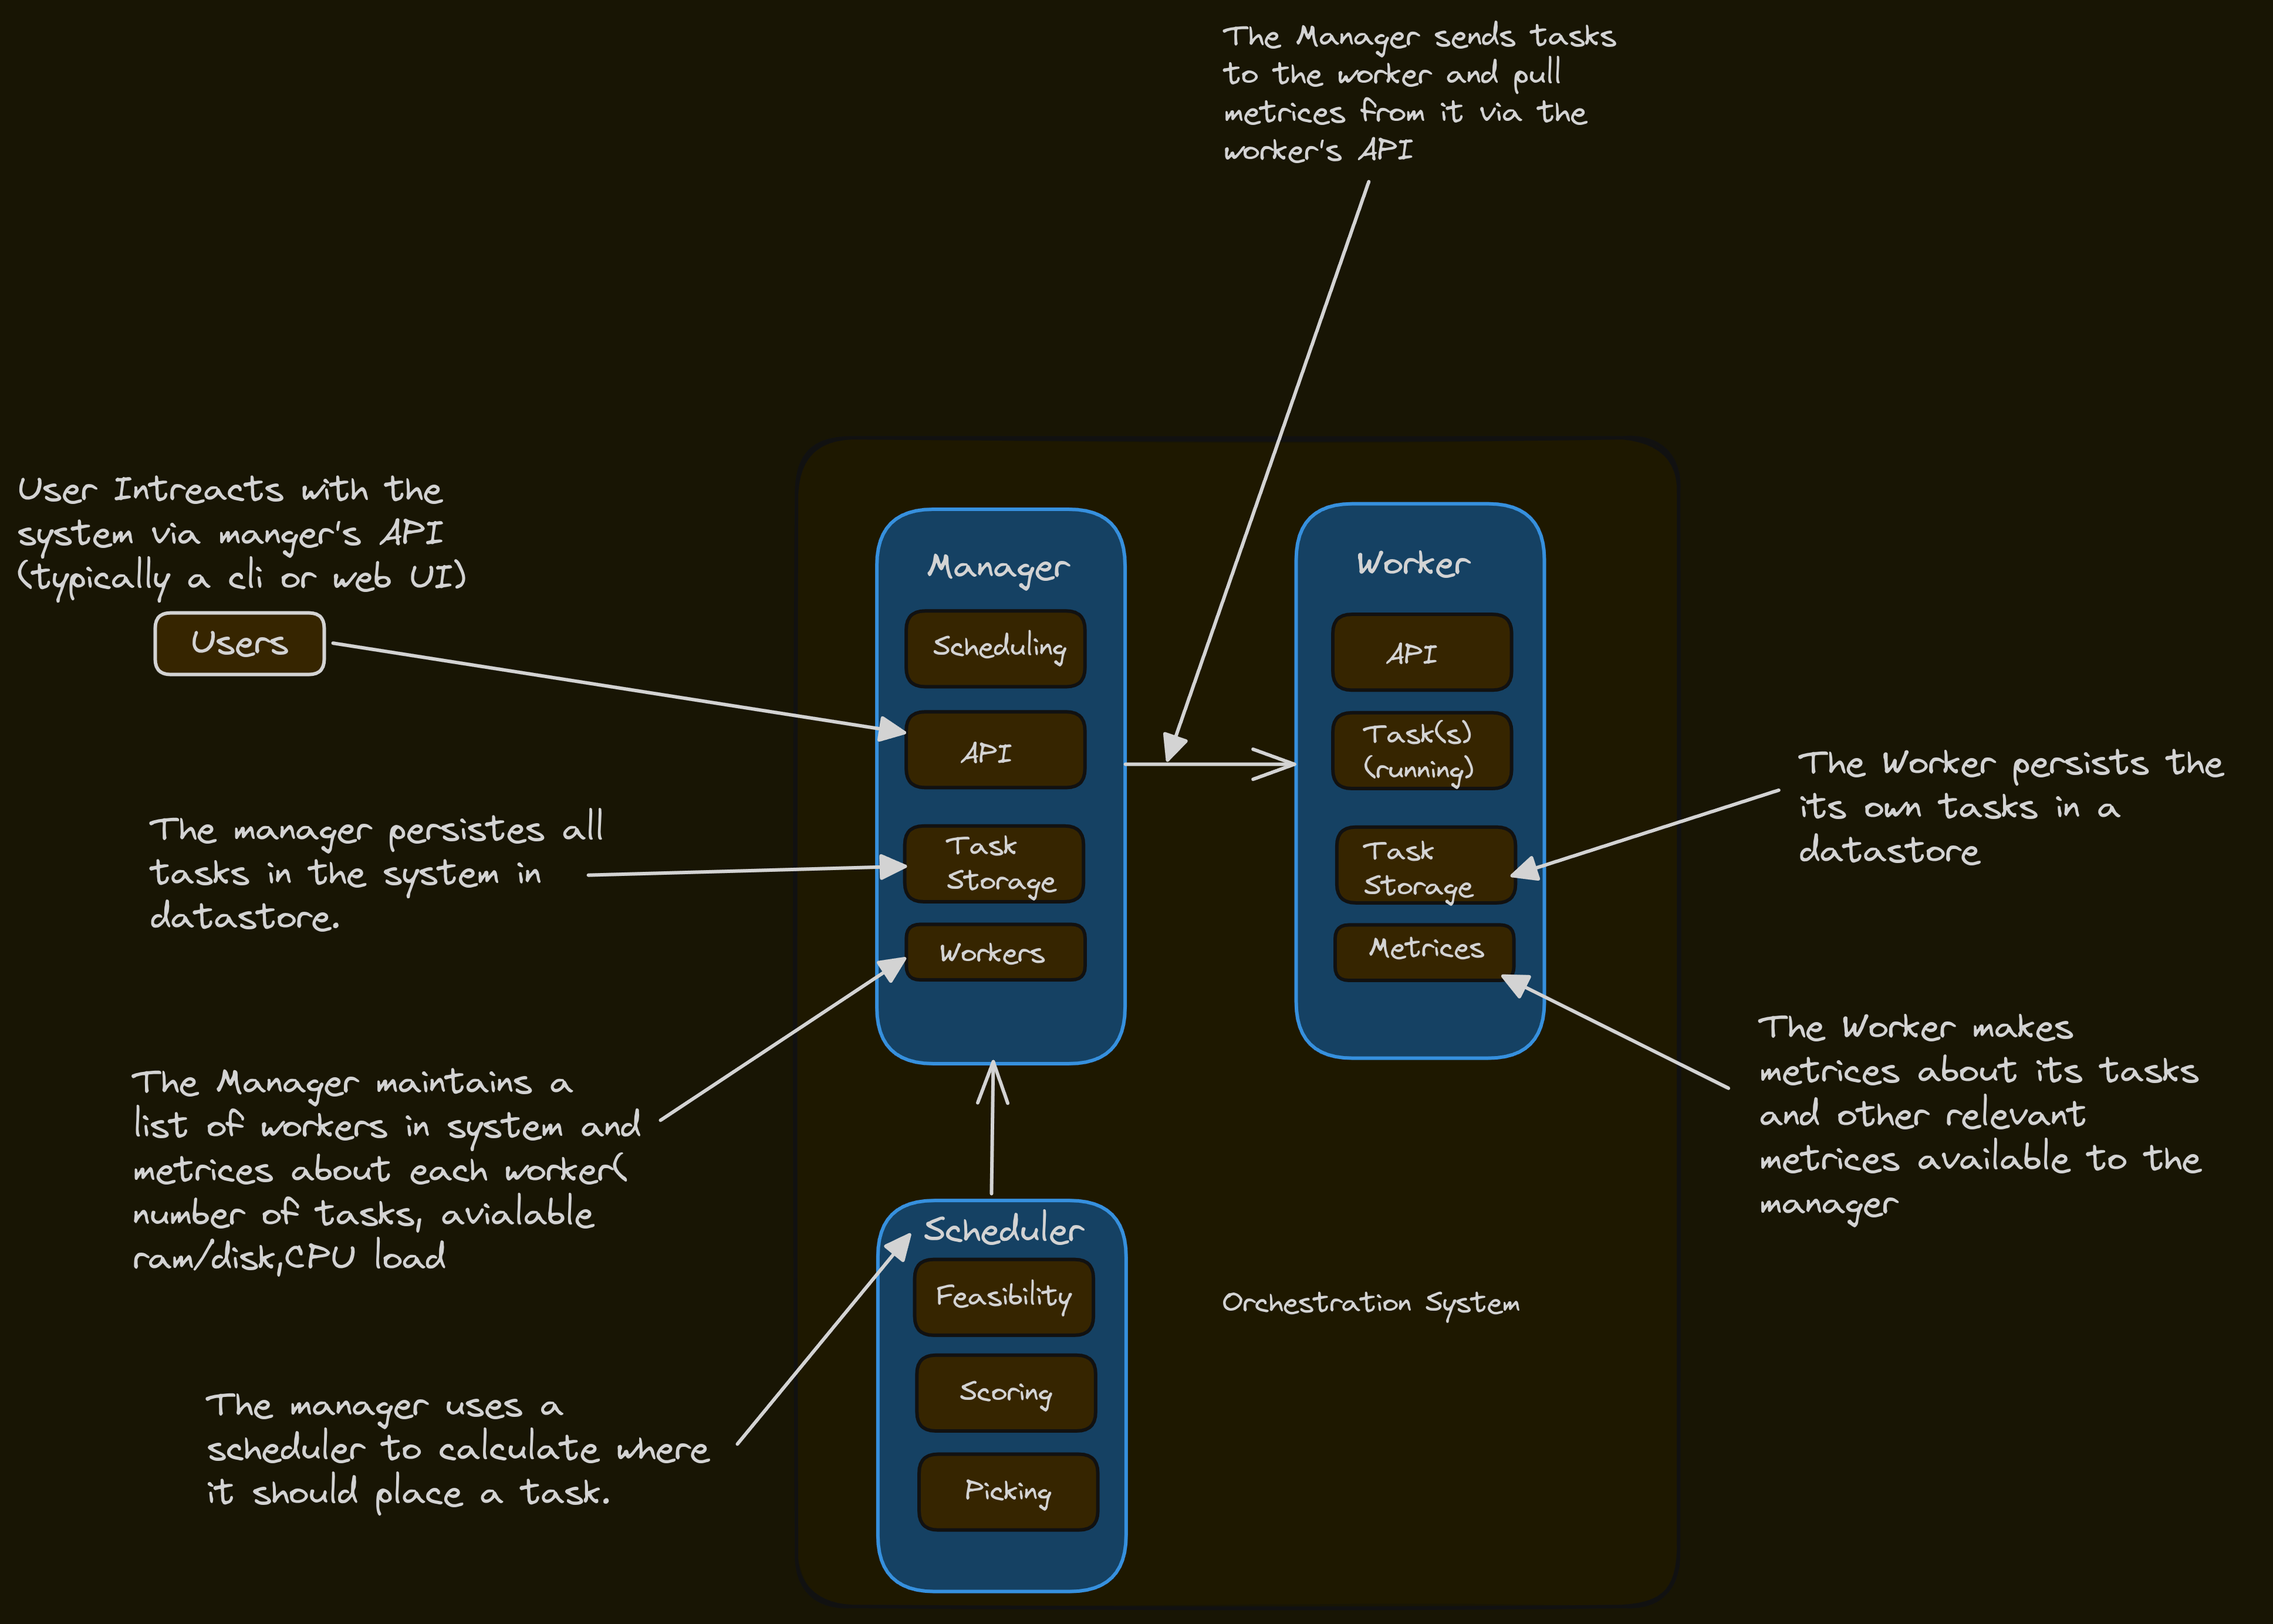 The Manager sends tasks
to the worker and pull
metrices from it via the
worker's API
User Intreacts with the
system via manger's API
(typically a cli or web UI)
Users
The manager persistes all
tasks in the system in
datastore.
The Manager maintains a
list of workers in system and
metrices about each worker(
number of tasks, avialable
ram/disk,CPU load
The manager uses a
scheduler to calculate where
it should place a task.
Manager
Scheduling
API
Task
Storage
Workers
Scheduler
Feasibility
Scoring
Picking
Worker
API
Task(s)
(running)
Task
Storage
Metrices
Orchestration System
The Worker persists the
its own tasks in a
datastore
The Worker makes
metrices about its tasks
and other relevant
metrices available to the
manager